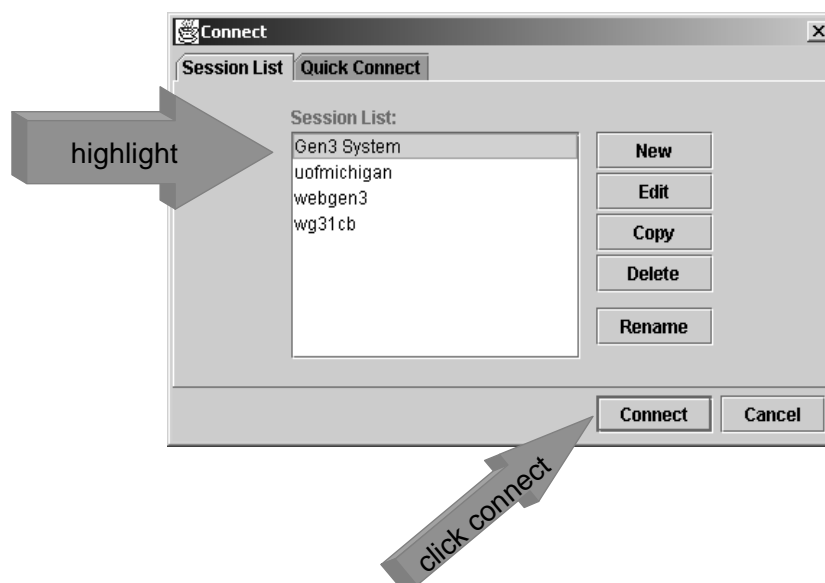 Connect
Session List Quick Connect
highlight
Session List:
Gen3 System
uofmichigan
webgen3
wg31cb
New
Edit
Copy
Delete
Rename
Connect Cancel
click connect